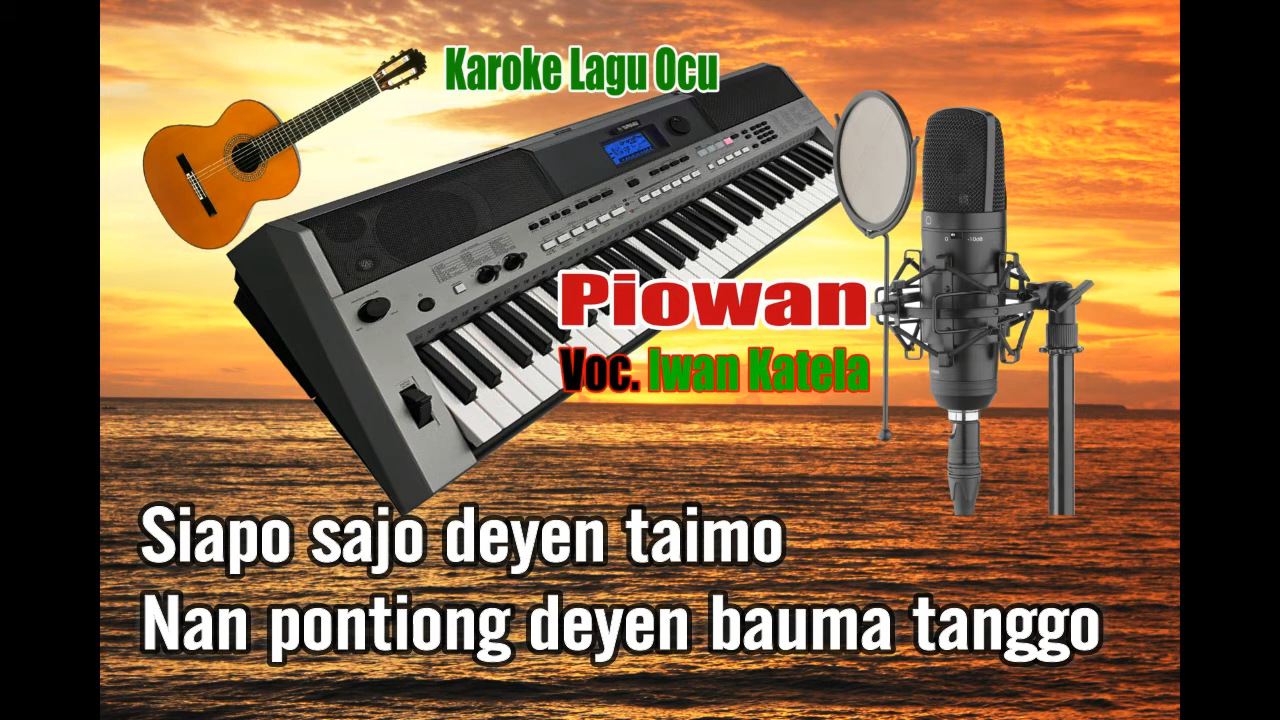 Karoke Lagu Ocu
Piowan
Voc. Iwan Katela
Siapo sajo deyen taimo
Nan pontiong deyen bauma tanggo